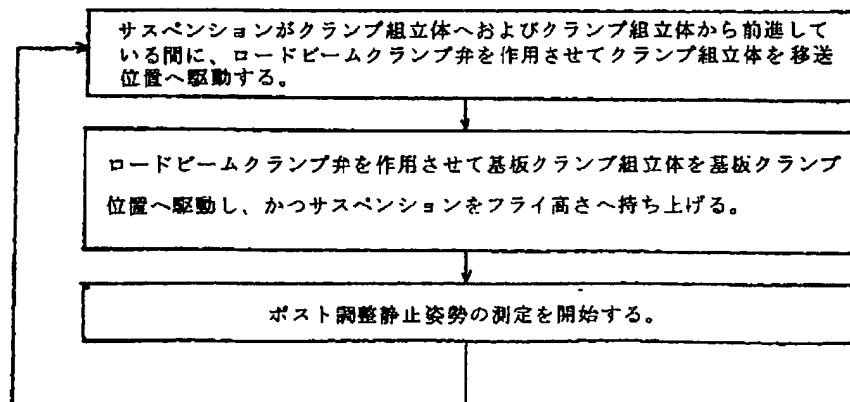 サスペンションがクランプ組立体へおよびクランプ組立体から前進して
いる間に、ロードビームクランプ弁を作用させてクランプ組立体を移送
位置へ駆動する。
ロードビームクランプ弁を作用させて基板クランプ組立体を基板クランプ
位置へ駆動し、かつサスペンションをフライ高さへ持ち上げる。
ポスト調整静止姿勢の測定を開始する。